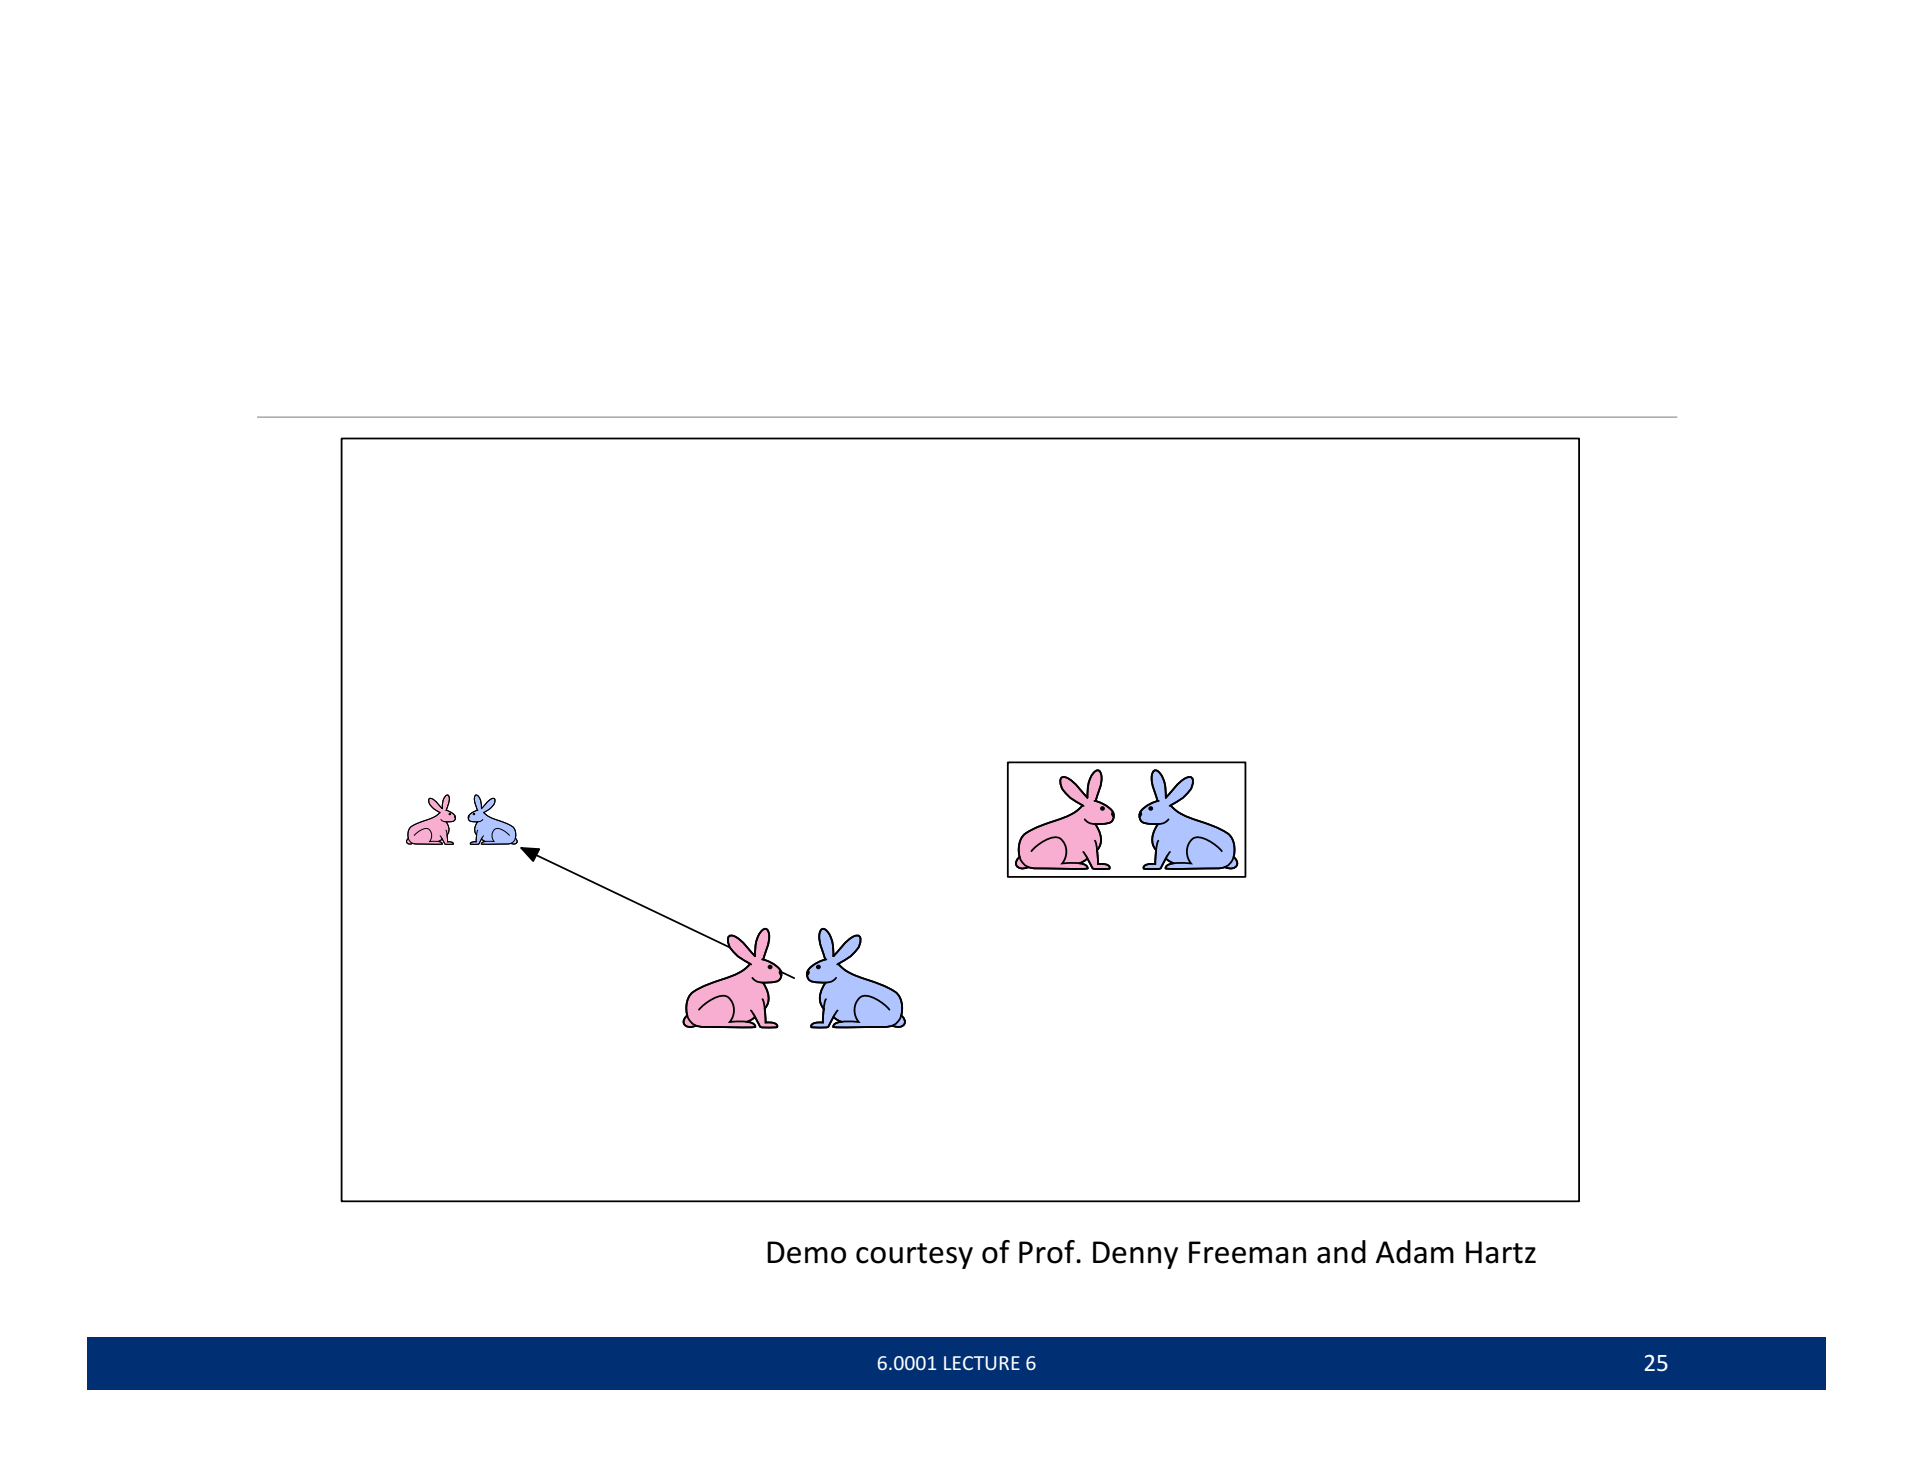 Demo courtesy of Prof. Denny Freeman and Adam Hartz
6.0001 LECTURE 6
25